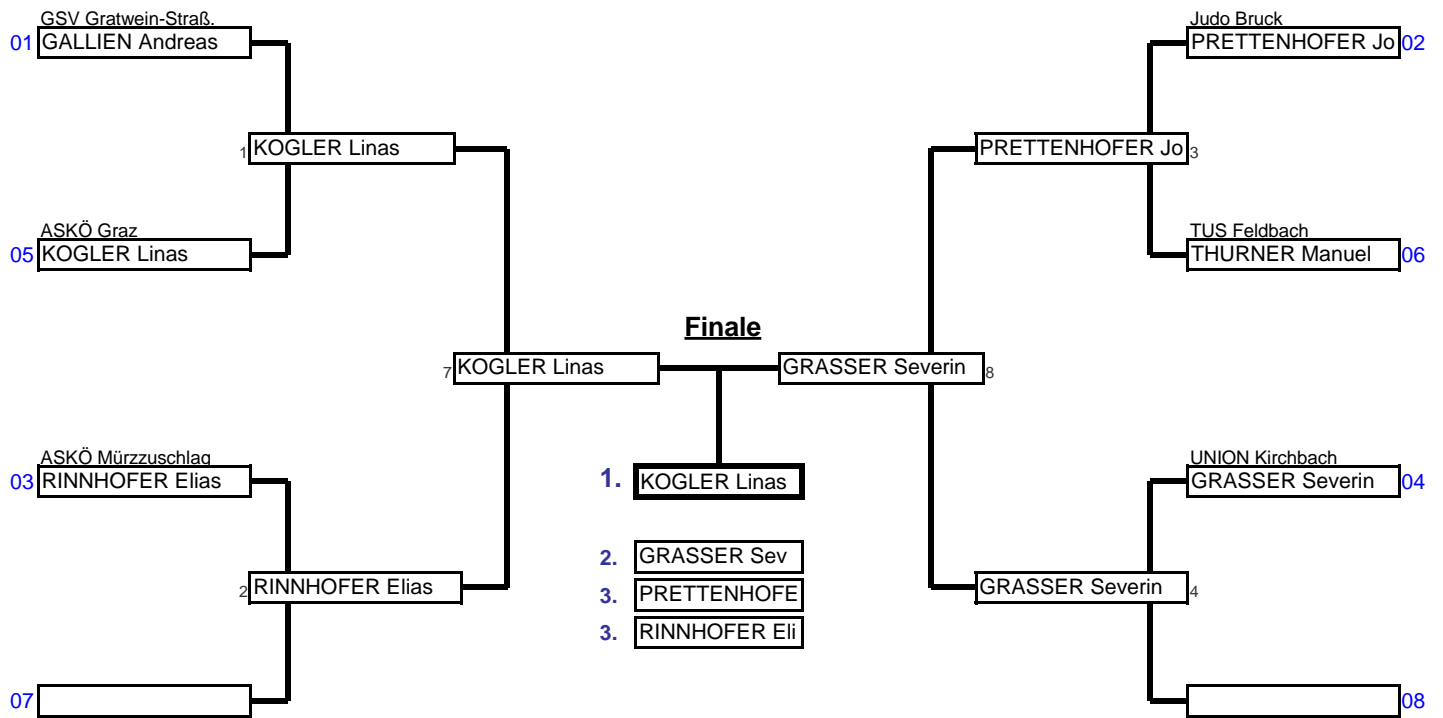 GSV Gratwein-Straß.
01 GALLIEN Andreas
Judo Bruck
PRETTENHOFER Jo 02
1 KOGLER Linas
PRETTENHOFER Jo 3
ASKÖ Graz
05 KOGLER Linas
TUS Feldbach
THURNER Manuel 06
Finale
7 KOGLER Linas
GRASSER Severin 8
ASKÖ Mürzzuschlag
03 RINNHOFER Elias
1. KOGLER Linas
UNION Kirchbach
GRASSER Severin 04
2. GRASSER Sev
2 RINNHOFER Elias
3. PRETTENHOFE
GRASSER Severin 4
3. RINNHOFER Eli
07
08